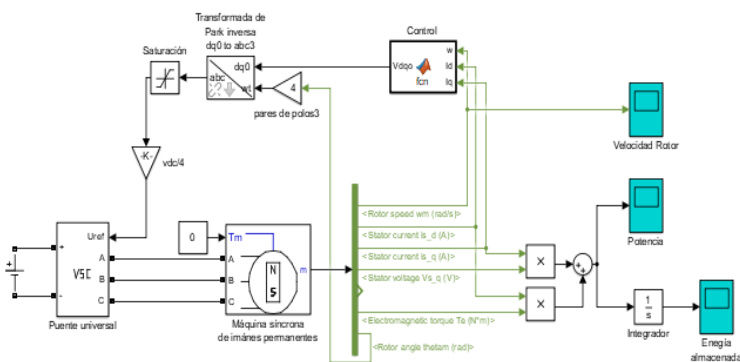 Transformada de
Park inversa
dq0 to abc3
Control
Saturación
dq0
abc
wt
4
pares de polos3
Vdqo
fcn
w
Id
Iq
Velocidad Rotor
-K-
vdc/4
Potencia
Uref
+
-
A
B
C
VSC
Puente universal
+
0
Tm
A
B
C
N
S
m
Máquina síncrona
de imánes permanentes
<Rotor speed wm (rad/s)>
<Stator current is_d (A)>
<Stator current is_q (A)>
<Stator voltage Vs_q (V)>
<Electromagnetic torque Te (N*m)>
<Rotor angle thetam (rad)>
×
×
+
+
1
s
Integrador
Enegía
almacenada